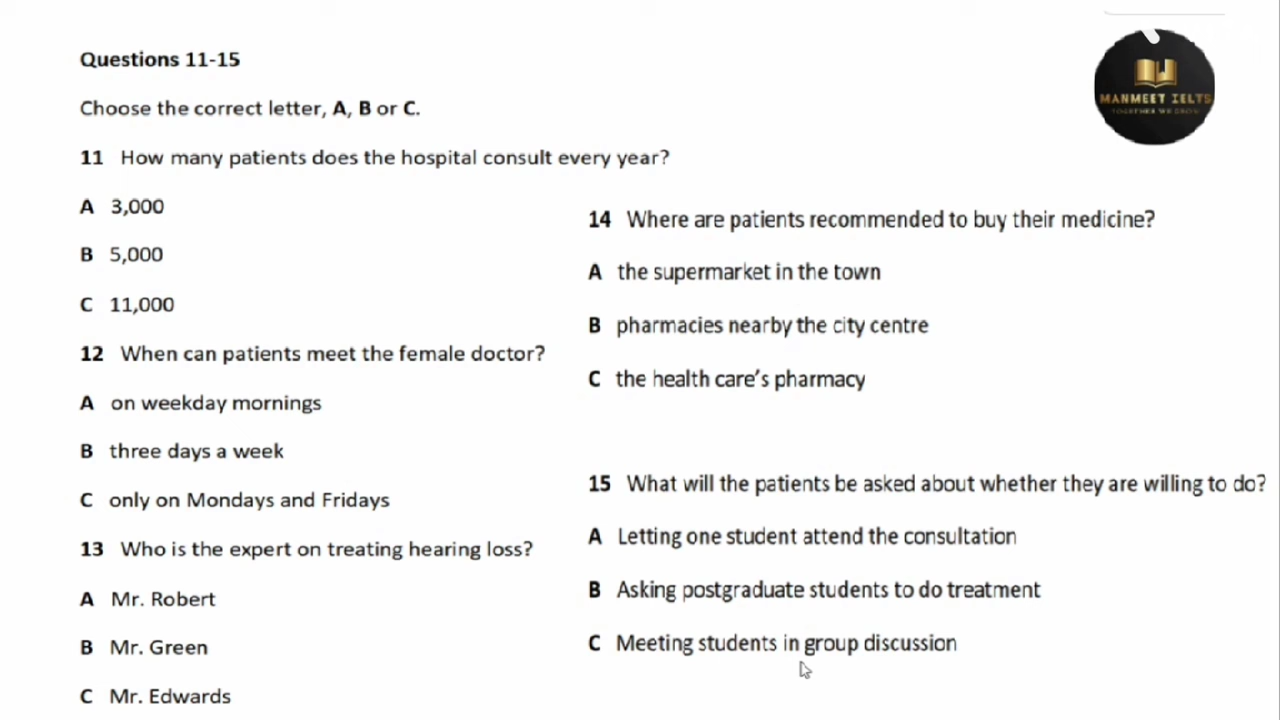 Questions 11-15
Choose the correct letter, A, B or C.
11 How many patients does the hospital consult every year?
A 3,000
B 5,000
C 11,000
12 When can patients meet the female doctor?
A on weekday mornings
B three days a week
C only on Mondays and Fridays
13 Who is the expert on treating hearing loss?
A Mr. Robert
B Mr. Green
C Mr. Edwards
14 Where are patients recommended to buy their medicine?
A the supermarket in the town
B pharmacies nearby the city centre
C the health care's pharmacy
15 What will the patients be asked about whether they are willing to do?
A Letting one student attend the consultation
B Asking postgraduate students to do treatment
C Meeting students in group discussion
MANMEET IELTS
TOGETHER WE GROW